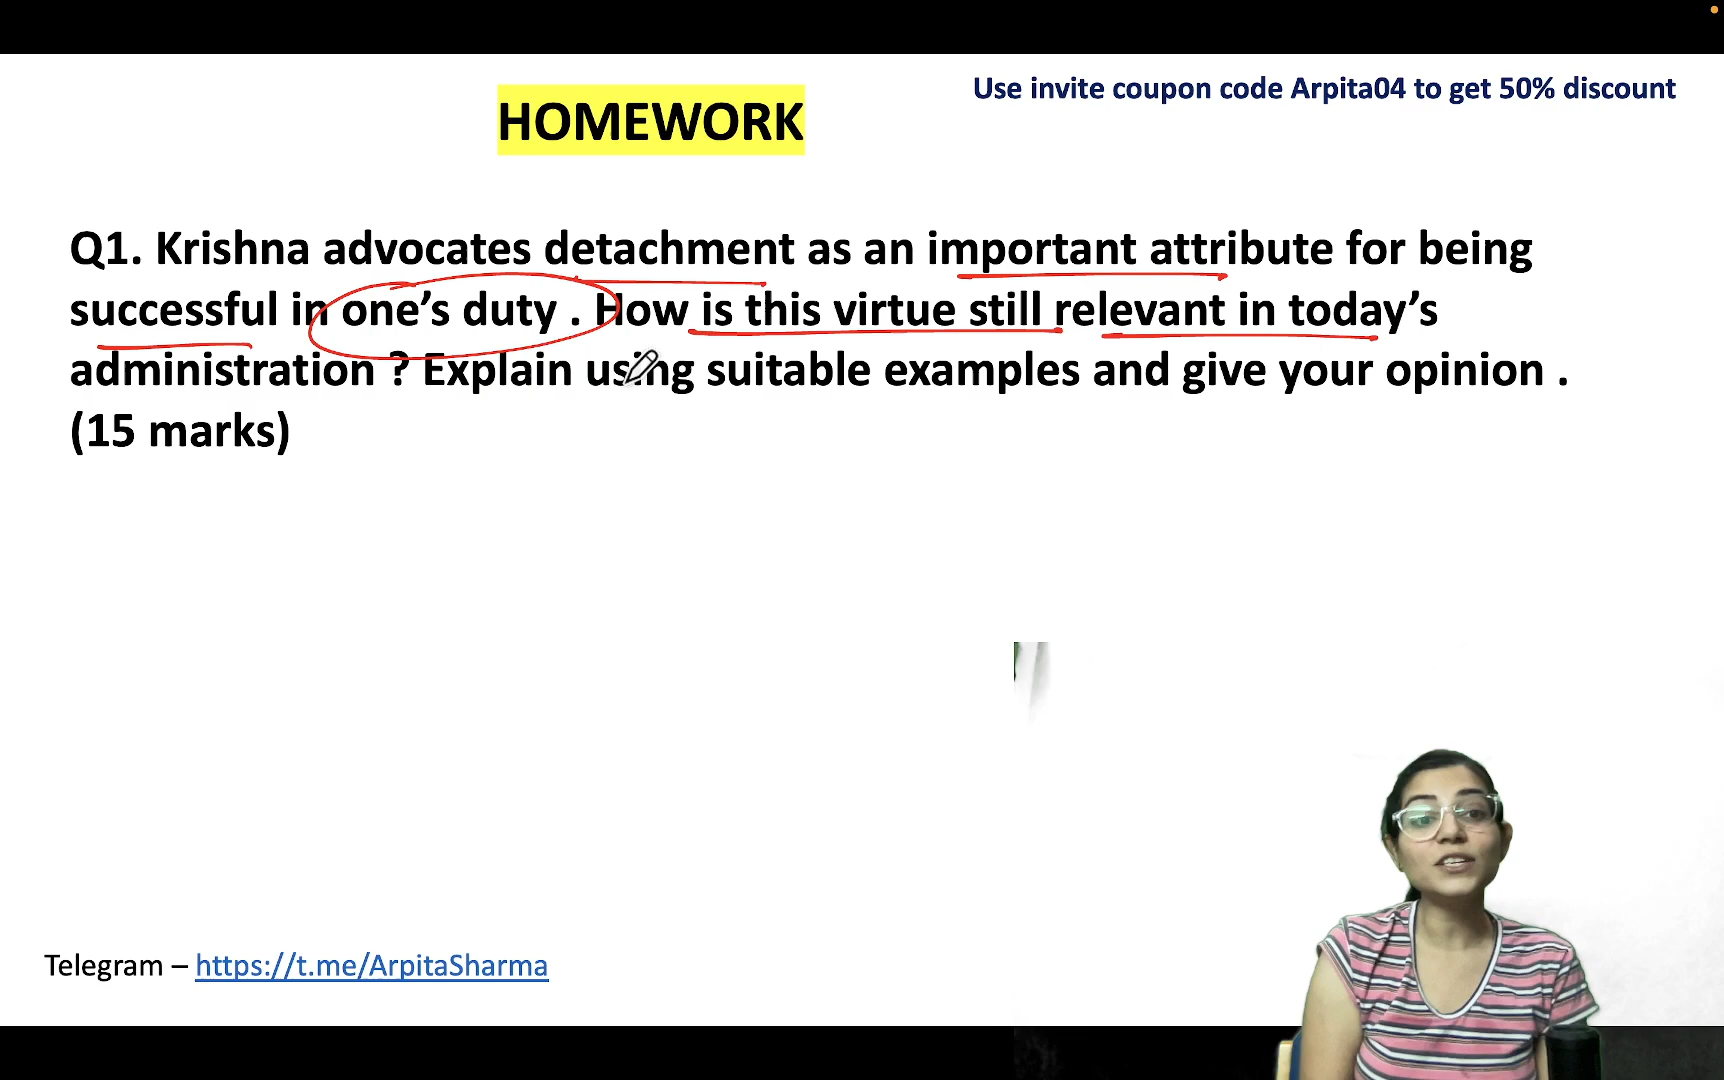 Use invite coupon code Arpita04 to get 50% discount
HOMEWORK
Q1. Krishna advocates detachment as an important attribute for being
successful in one’s duty . How is this virtue still relevant in today’s
administration ? Explain using suitable examples and give your opinion .
(15 marks)
Telegram – https://t.me/ArpitaSharma